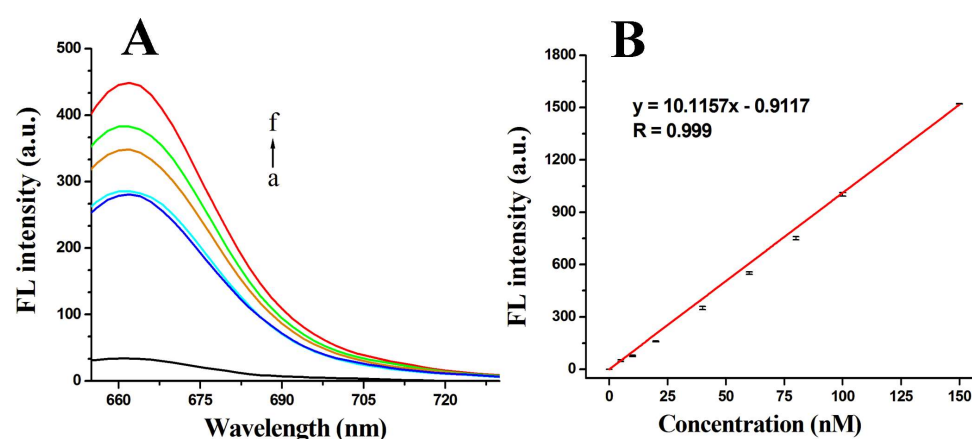 A
500
400
300
200
100
0
f
a
660 675 690 705 720
Wavelength (nm)
FL intensity (a.u.)
B
1800
1500
1200
900
600
300
0
y = 10.1157x - 0.9117
R = 0.999
0 25 50 75 100 125 150
Concentration (nM)
FL intensity (a.u.)